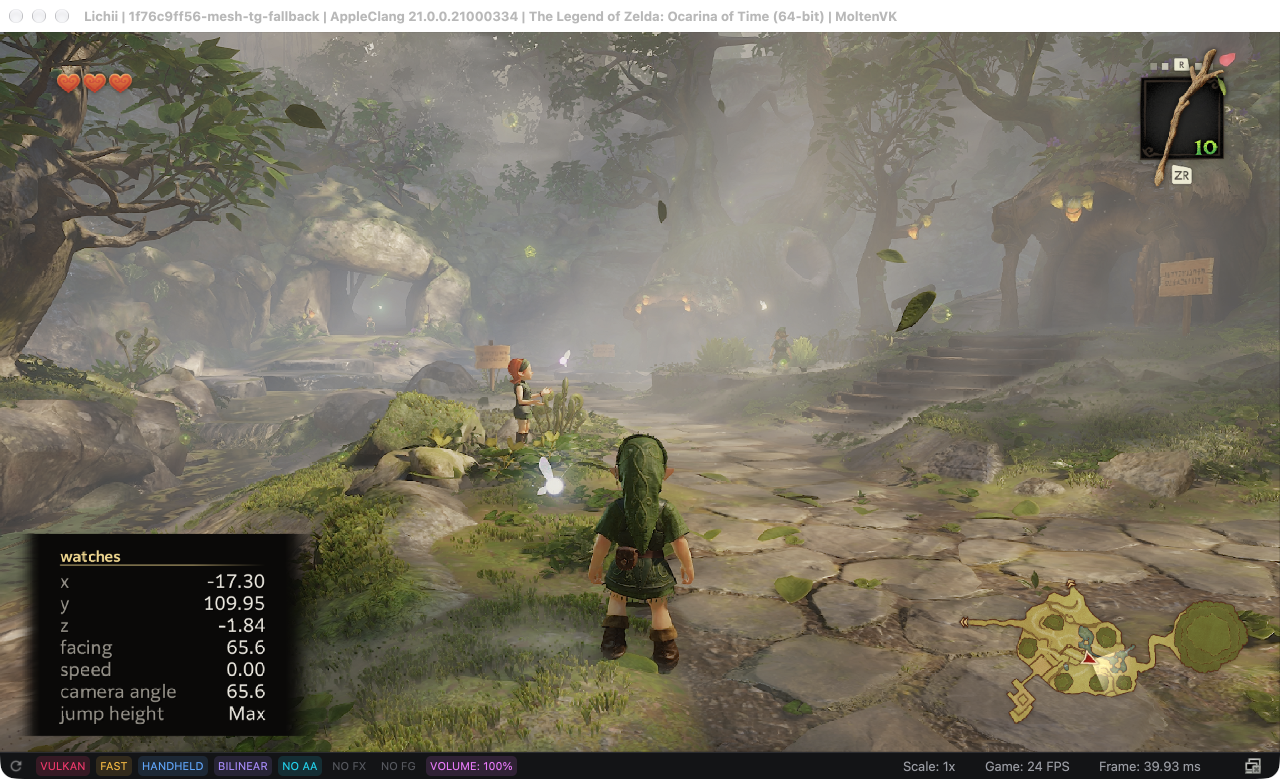 Lichii | 1f76c9ff56-mesh-tg-fallback | AppleClang 21.0.0.21000334 | The Legend of Zelda: Ocarina of Time (64-bit) | MoltenVK
R
10
ZR
watches
x -17.30
y 109.95
z -1.84
facing 65.6
speed 0.00
camera angle 65.6
jump height Max
VULKAN FAST HANDHELD BILINEAR NO AA NO FX NO FG VOLUME: 100% Scale: 1x Game: 24 FPS Frame: 39.93 ms